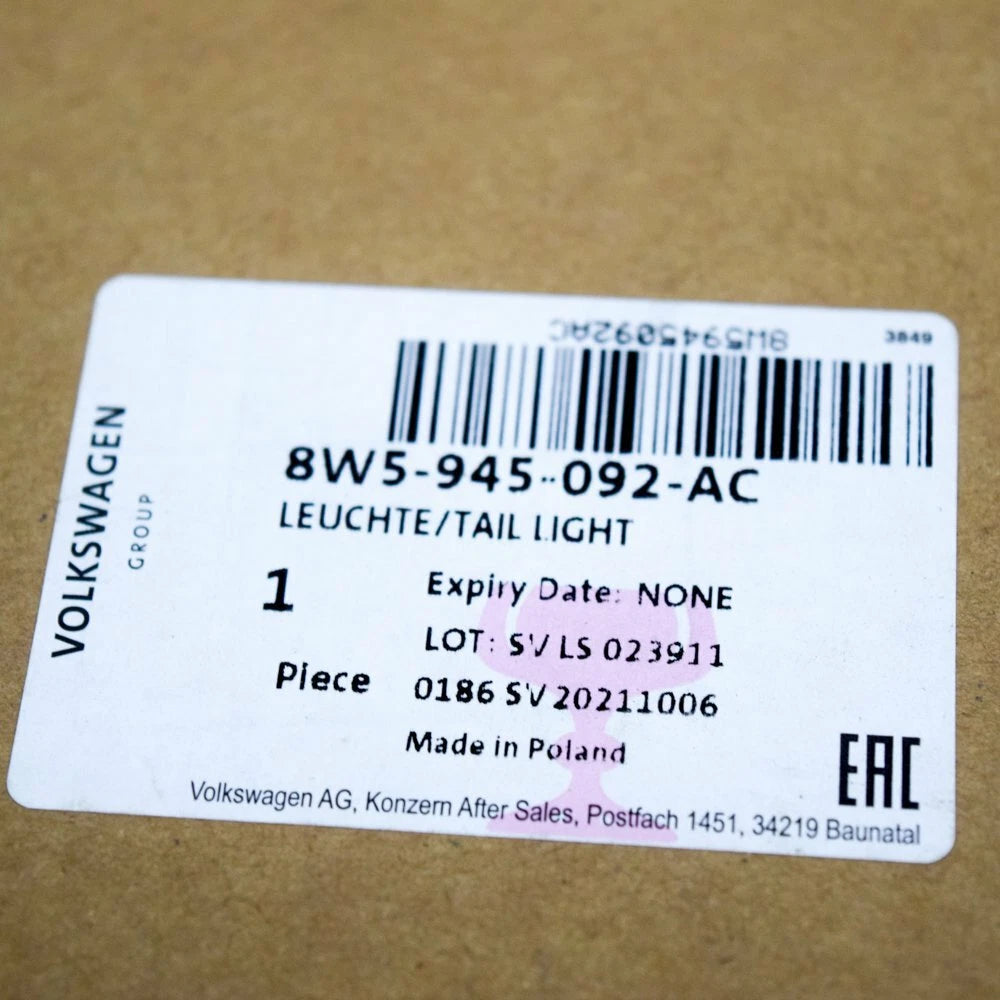 8W5945092AC
3849
8W5-945-092-AC
LEUCHTE/TAIL LIGHT
1
Piece
Expiry Date: NONE
LOT: SV LS 023911
0186 SV 20211006
Made in Poland
EAC
Volkswagen AG, Konzern After Sales, Postfach 1451, 34219 Baunatal
VOLKSWAGEN
GROUP